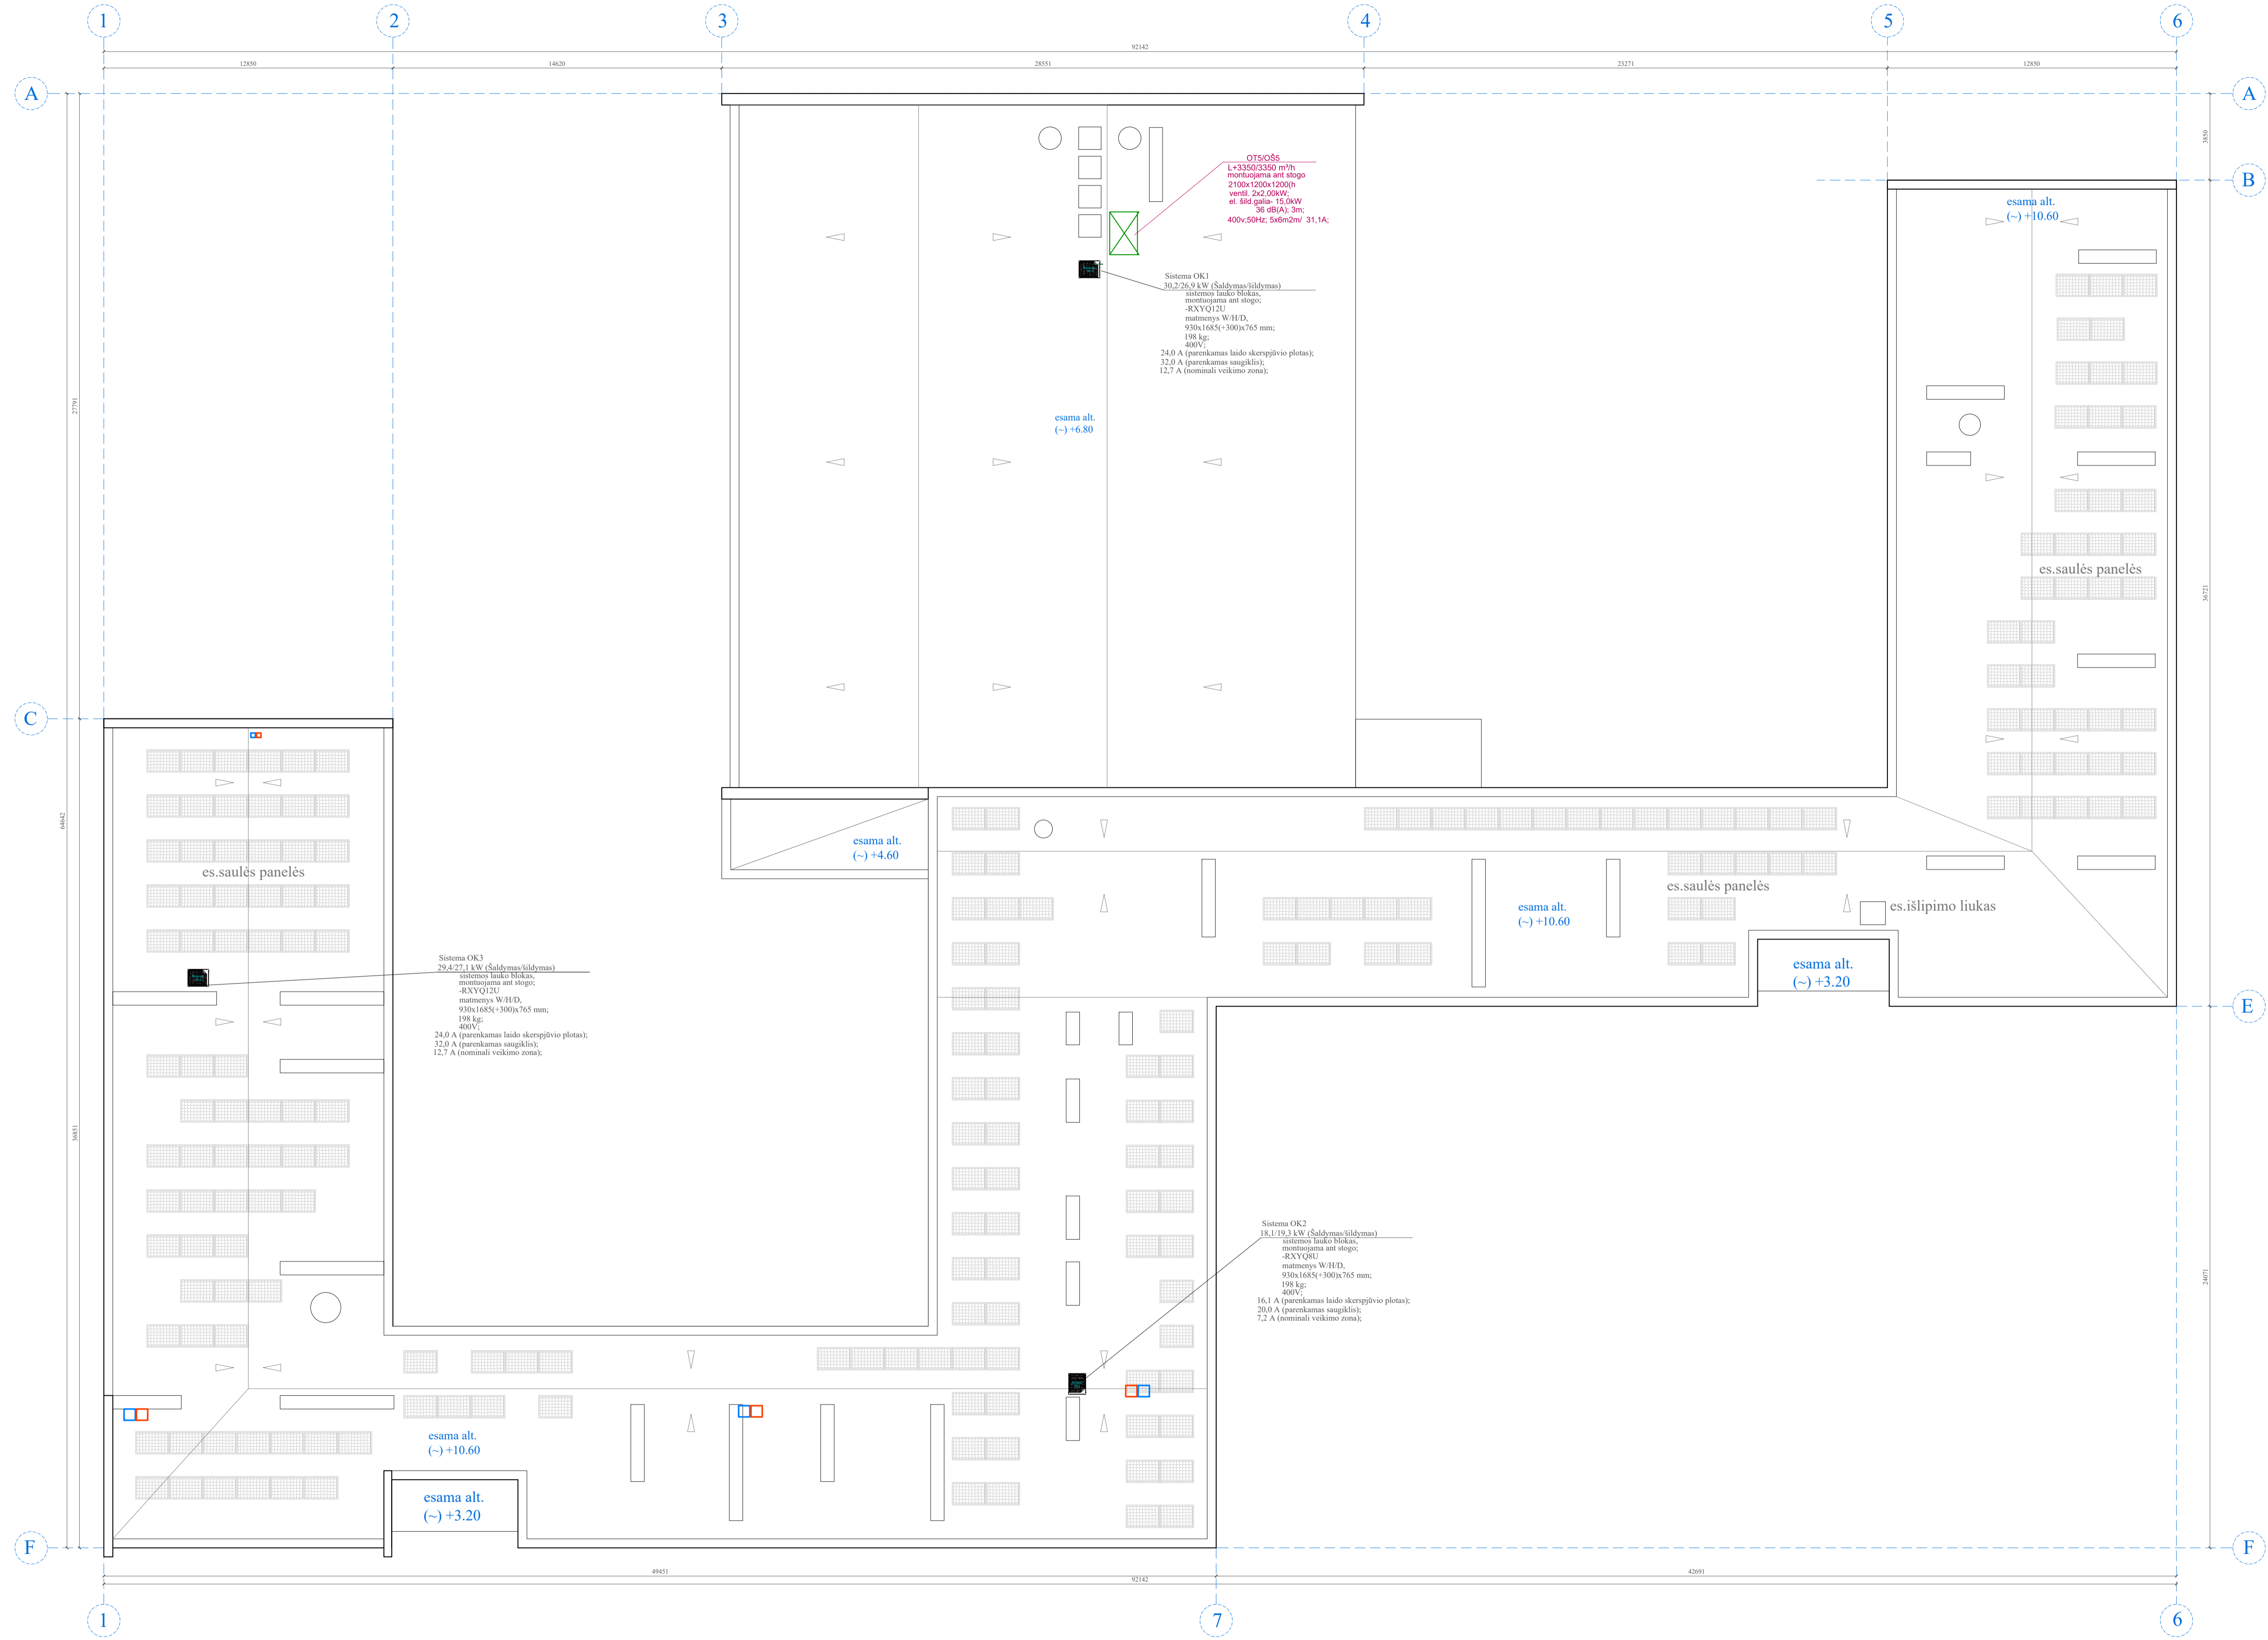 1
2
3
4
5
6
92142
12850
14620
28551
23271
12850
A
A
B
C
E
F
F
3850
36721
24071
27791
64642
36851
OT5/OŠ5
L+3350/3350 m³/h
montuojama ant stogo
2100x1200x1200(h
ventil. 2x2,00kW;
el. šild.galia- 15,0kW
36 dB(A); 3m;
400v;50Hz; 5x6m2m/ 31,1A;
Sistema OK1
30,2/26,9 kW (Šaldymas/šildymas)
sistemos lauko blokas,
montuojama ant stogo;
-RXYQ12U
matmenys W/H/D,
930x1685(+300)x765 mm;
198 kg;
400V;
24,0 A (parenkamas laido skerspjūvio plotas);
32,0 A (parenkamas saugiklis);
12,7 A (nominali veikimo zona);
esama alt.
(~) +6.80
esama alt.
(~) +10.60
es.saulės panelės
esama alt.
(~) +4.60
es.saulės panelės
es.saulės panelės
es.išlipimo liukas
esama alt.
(~) +10.60
esama alt.
(~) +3.20
Sistema OK3
29,4/27,1 kW (Šaldymas/šildymas)
sistemos lauko blokas,
montuojama ant stogo;
-RXYQ12U
matmenys W/H/D,
930x1685(+300)x765 mm;
198 kg;
400V;
24,0 A (parenkamas laido skerspjūvio plotas);
32,0 A (parenkamas saugiklis);
12,7 A (nominali veikimo zona);
Sistema OK2
18,1/19,3 kW (Šaldymas/šildymas)
sistemos lauko blokas,
montuojama ant stogo;
-RXYQ8U
matmenys W/H/D,
930x1685(+300)x765 mm;
198 kg;
400V;
16,1 A (parenkamas laido skerspjūvio plotas);
20,0 A (parenkamas saugiklis);
7,2 A (nominali veikimo zona);
esama alt.
(~) +10.60
esama alt.
(~) +3.20
49451
92142
42691
1
7
6